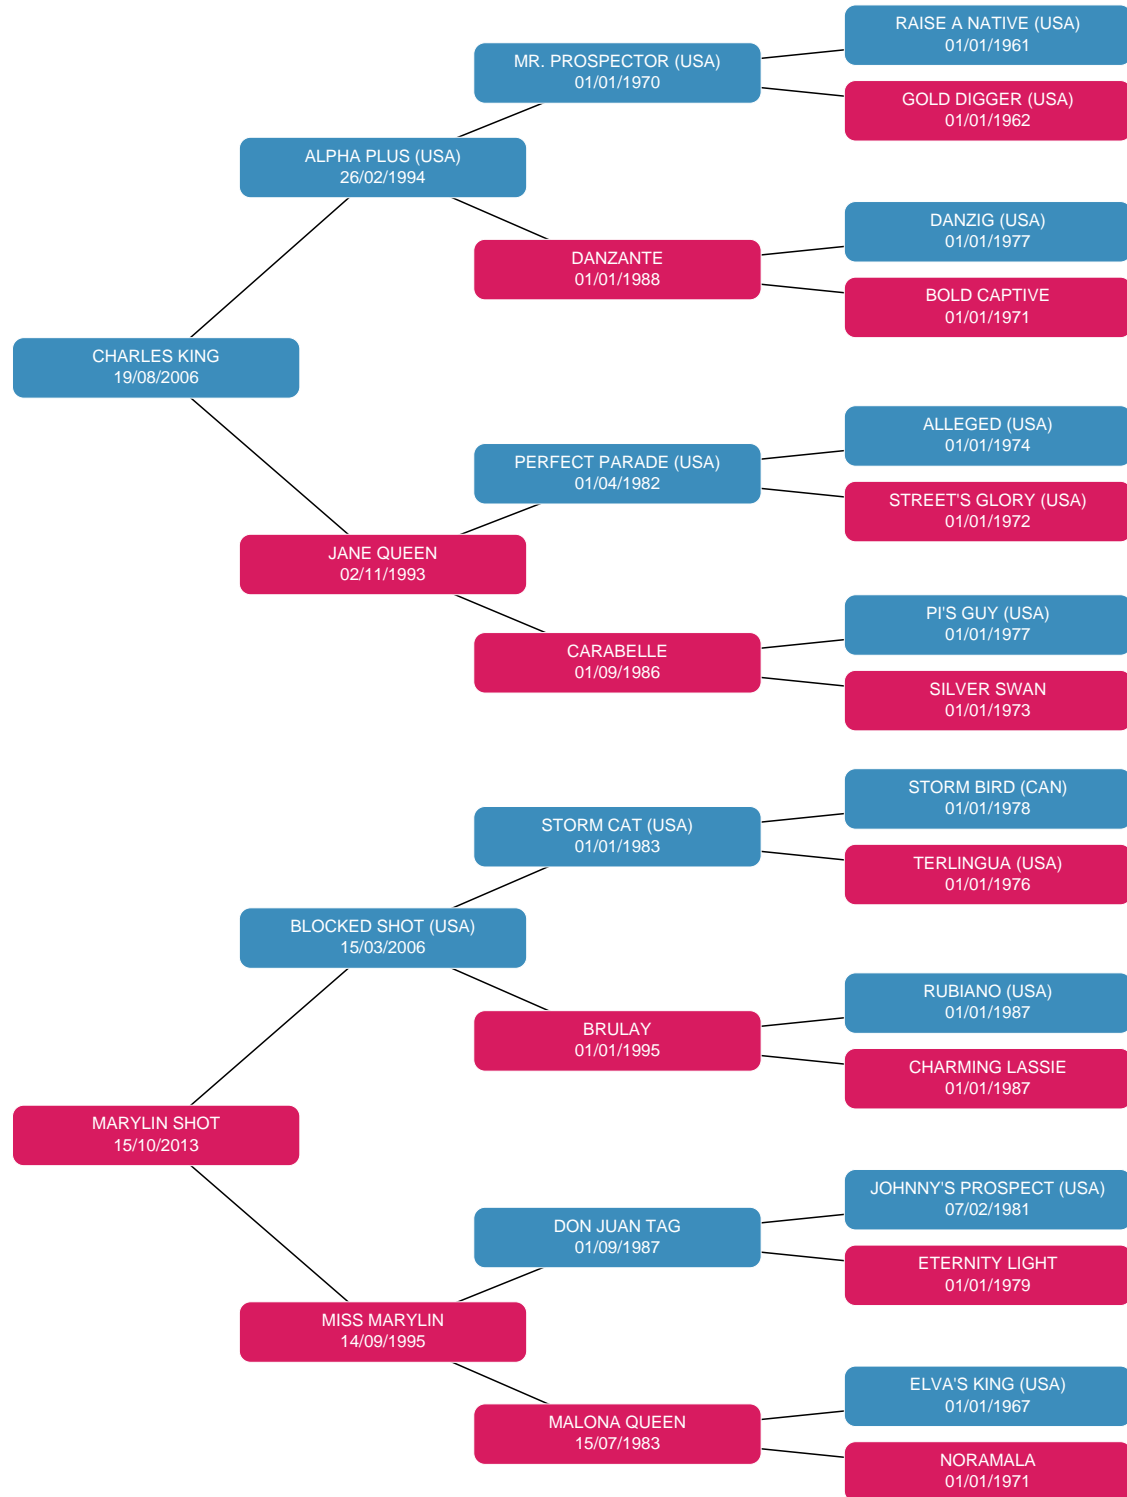 RAISE A NATIVE (USA)
01/01/1961
MR. PROSPECTOR (USA)
01/01/1970
GOLD DIGGER (USA)
01/01/1962
ALPHA PLUS (USA)
26/02/1994
DANZIG (USA)
01/01/1977
DANZANTE
01/01/1988
BOLD CAPTIVE
01/01/1971
CHARLES KING
19/08/2006
ALLEGED (USA)
01/01/1974
PERFECT PARADE (USA)
01/04/1982
STREET'S GLORY (USA)
01/01/1972
JANE QUEEN
02/11/1993
PI'S GUY (USA)
01/01/1977
CARABELLE
01/09/1986
SILVER SWAN
01/01/1973
STORM BIRD (CAN)
01/01/1978
STORM CAT (USA)
01/01/1983
TERLINGUA (USA)
01/01/1976
BLOCKED SHOT (USA)
15/03/2006
RUBIANO (USA)
01/01/1987
BRULAY
01/01/1995
CHARMING LASSIE
01/01/1987
MARYLIN SHOT
15/10/2013
JOHNNY'S PROSPECT (USA)
07/02/1981
DON JUAN TAG
01/09/1987
ETERNITY LIGHT
01/01/1979
MISS MARYLIN
14/09/1995
ELVA'S KING (USA)
01/01/1967
MALONA QUEEN
15/07/1983
NORAMALA
01/01/1971